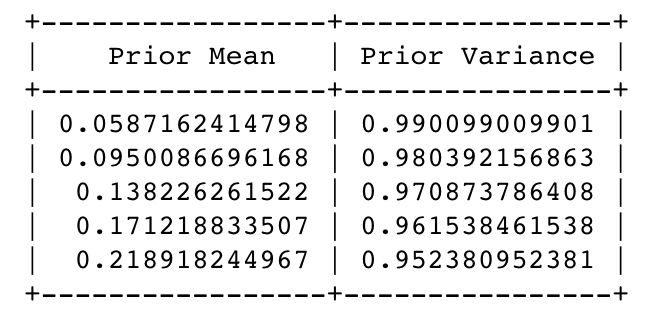 +-----------------+----------------+
|    Prior Mean   | Prior Variance |
+-----------------+----------------+
| 0.0587162414798 | 0.990099009901 |
| 0.0950086696168 | 0.980392156863 |
|  0.138226261522 | 0.970873786408 |
|  0.171218833507 | 0.961538461538 |
|  0.218918244967 | 0.952380952381 |
+-----------------+----------------+